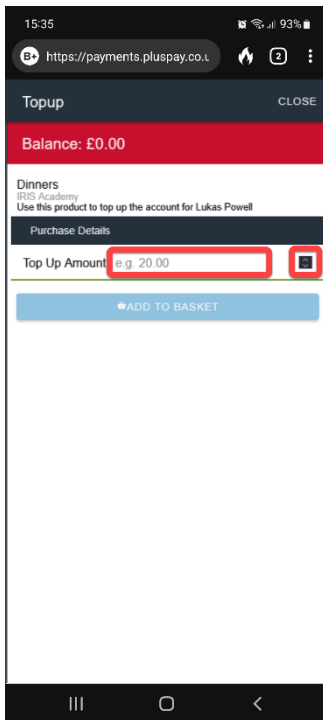 15:35 93%
B+ https://payments.pluspay.co.u 2
Topup CLOSE
Balance: £0.00
Dinners
IRIS Academy
Use this product to top up the account for Lukas Powell
Purchase Details
Top Up Amount e.g. 20.00
ADD TO BASKET